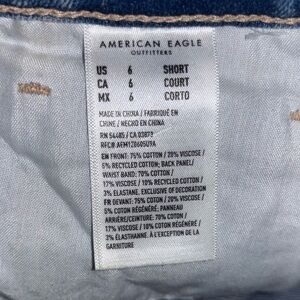 AMERICAN EAGLE
OUTFITTERS
US 6 SHORT
CA 6 COURT
MX 6 CORTO
MADE IN CHINA / FABRIQUÉ EN
CHINE / HECHO EN CHINA
RN 54485 / CA 03873
RFC# AEM120605U9A
EN FRONT: 75% COTTON / 20% VISCOSE /
5% RECYCLED COTTON; BACK PANEL/
WAIST BAND: 70% COTTON /
17% VISCOSE / 10% RECYCLED COTTON /
3% ELASTANE. EXCLUSIVE OF DECORATION
FR DEVANT: 75% COTON / 20% VISCOSE /
5% COTON RÉGÉNÉRÉ; PANNEAU
ARRIÈRE/CEINTURE: 70% COTON /
17% VISCOSE / 10% COTON RÉGÉNÉRÉ /
3% ÉLASTHANNE. À L'EXCEPTION DE LA
GARNITURE